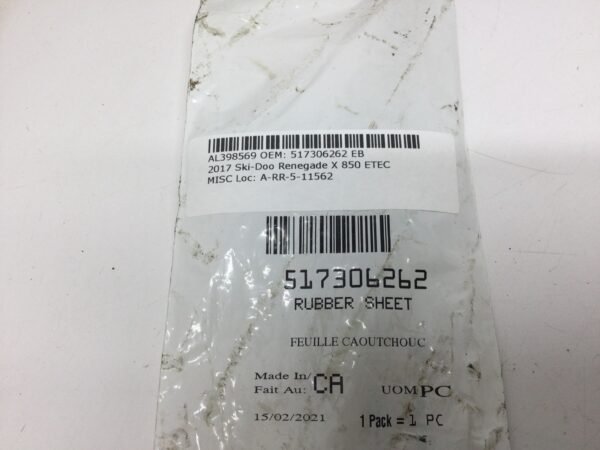 AL398569 OEM: 517306262 EB
2017 Ski-Doo Renegade X 850 ETEC
MISC Loc: A-RR-5-11562
517306262
RUBBER SHEET
FEUILLE CAOUTCHOUC
Made In/
Fait Au: CA UOM PC
15/02/2021 1 Pack = 1 PC